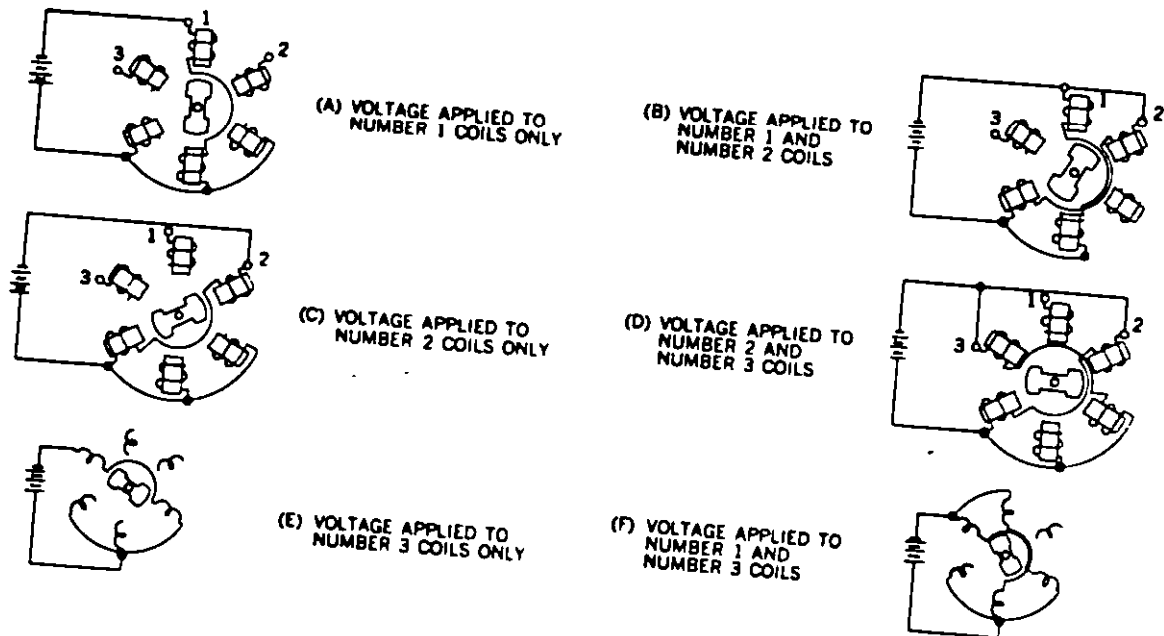 1
2
3
(A) VOLTAGE APPLIED TO
NUMBER 1 COILS ONLY
1
2
3
(B) VOLTAGE APPLIED TO
NUMBER 1 AND
NUMBER 2 COILS
1
2
3
(C) VOLTAGE APPLIED TO
NUMBER 2 COILS ONLY
1
2
3
(D) VOLTAGE APPLIED TO
NUMBER 2 AND
NUMBER 3 COILS
(E) VOLTAGE APPLIED TO
NUMBER 3 COILS ONLY
(F) VOLTAGE APPLIED TO
NUMBER 1 AND
NUMBER 3 COILS